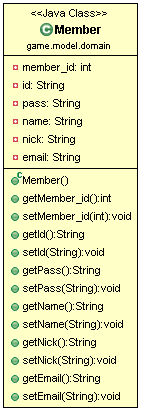 <<Java Class>>
Member
game.model.domain
member_id: int
id: String
pass: String
name: String
nick: String
email: String
Member()
getMember_id():int
setMember_id(int):void
getId():String
setId(String):void
getPass():String
setPass(String):void
getName():String
setName(String):void
getNick():String
setNick(String):void
getEmail():String
setEmail(String):void